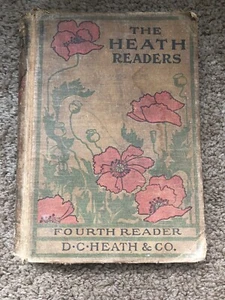 THE
HEATH
READERS
FOURTH READER
D·C·HEATH & CO.